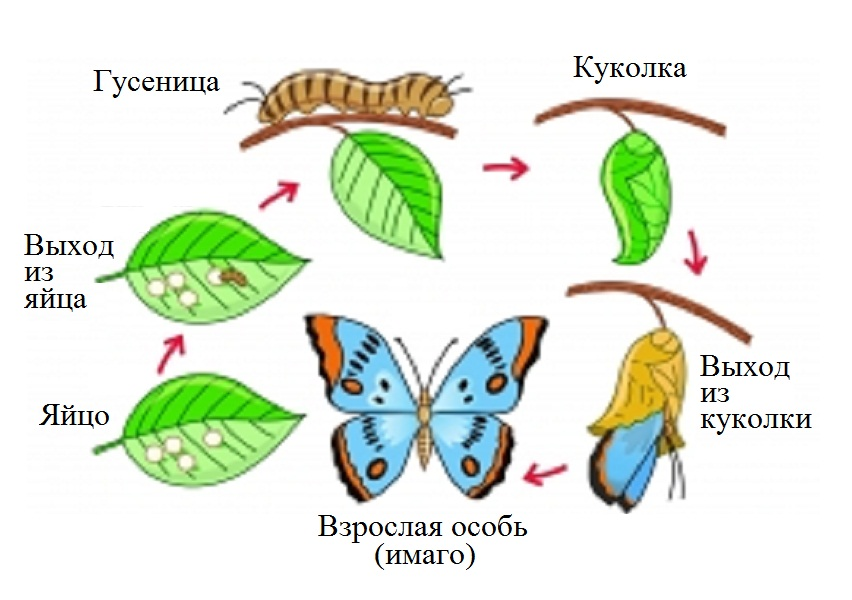 Гусеница
Куколка
Выход
из
яйца
Яйцо
Выход
из
куколки
Взрослая особь
(имаго)